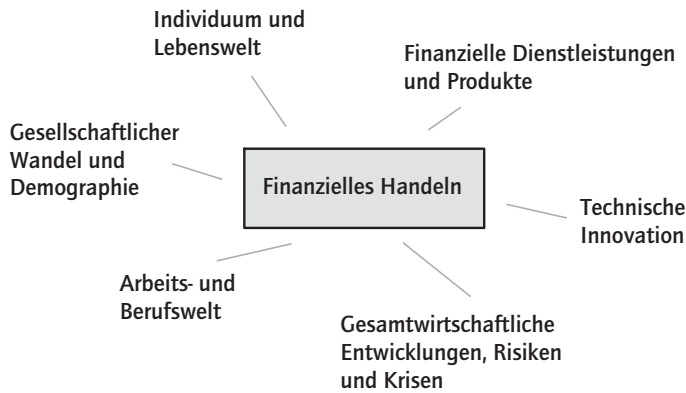 Individuum und
Lebenswelt
Finanzielle Dienstleistungen
und Produkte
Gesellschaftlicher
Wandel und
Demographie
Finanzielles Handeln
Technische
Innovation
Arbeits- und
Berufswelt
Gesamtwirtschaftliche
Entwicklungen, Risiken
und Krisen